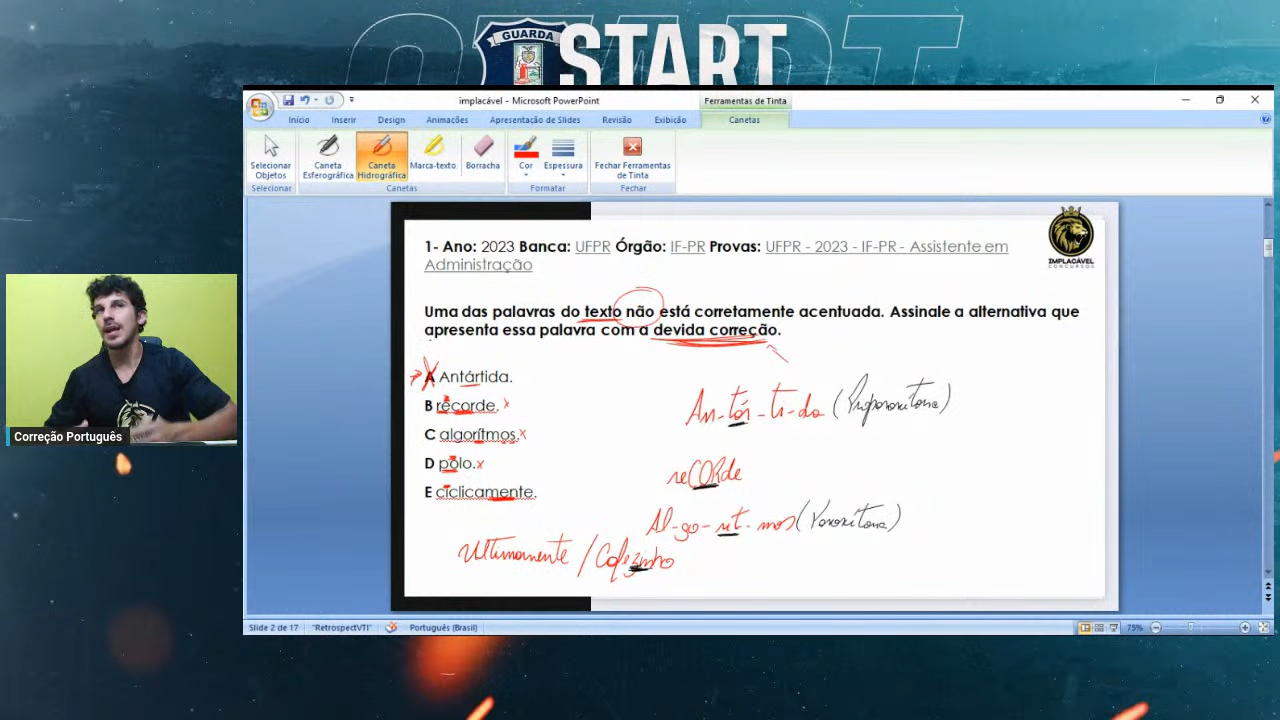 START
GUARDA
implacável - Microsoft PowerPoint
Ferramentas de Tinta
Início Inserir Design Animações Apresentação de Slides Revisão Exibição Canetas
Selecionar Objetos
Caneta Esferográfica
Caneta Hidrográfica
Marca-texto
Borracha
Cor
Espessura
Fechar Ferramentas de Tinta
Selecionar Canetas Formatar Fechar
1- Ano: 2023 Banca: UFPR Órgão: IF-PR Provas: UFPR - 2023 - IF-PR - Assistente em
Administração
IMPLACÁVEL
CONCURSOS
Uma das palavras do texto não está corretamente acentuada. Assinale a alternativa que
apresenta essa palavra com a devida correção.
A Antártida.
B récorde. x
C algorítmos. x
D pólo. x
E cíclicamente.
An-tár-ti-da (Proparoxítona)
reCORde
Al-go-rit-mos (Paroxítona)
Ultimamente / Cafezinho
Correção Português
Slide 2 de 17 "RetrospectVTI" Português (Brasil) 75%